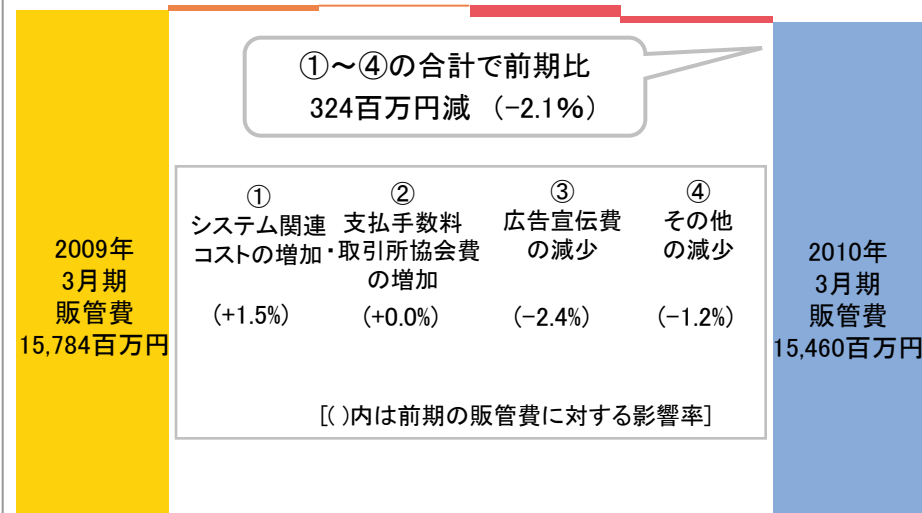 ①～④の合計で前期比
324百万円減 （-2.1%）
2009年
3月期
販管費
15,784百万円
①
システム関連
コストの増加
(+1.5%)
②
支払手数料
・取引所協会費
の増加
(+0.0%)
③
広告宣伝費
の減少
(-2.4%)
④
その他
の減少
(-1.2%)
[( )内は前期の販管費に対する影響率]
2010年
3月期
販管費
15,460百万円